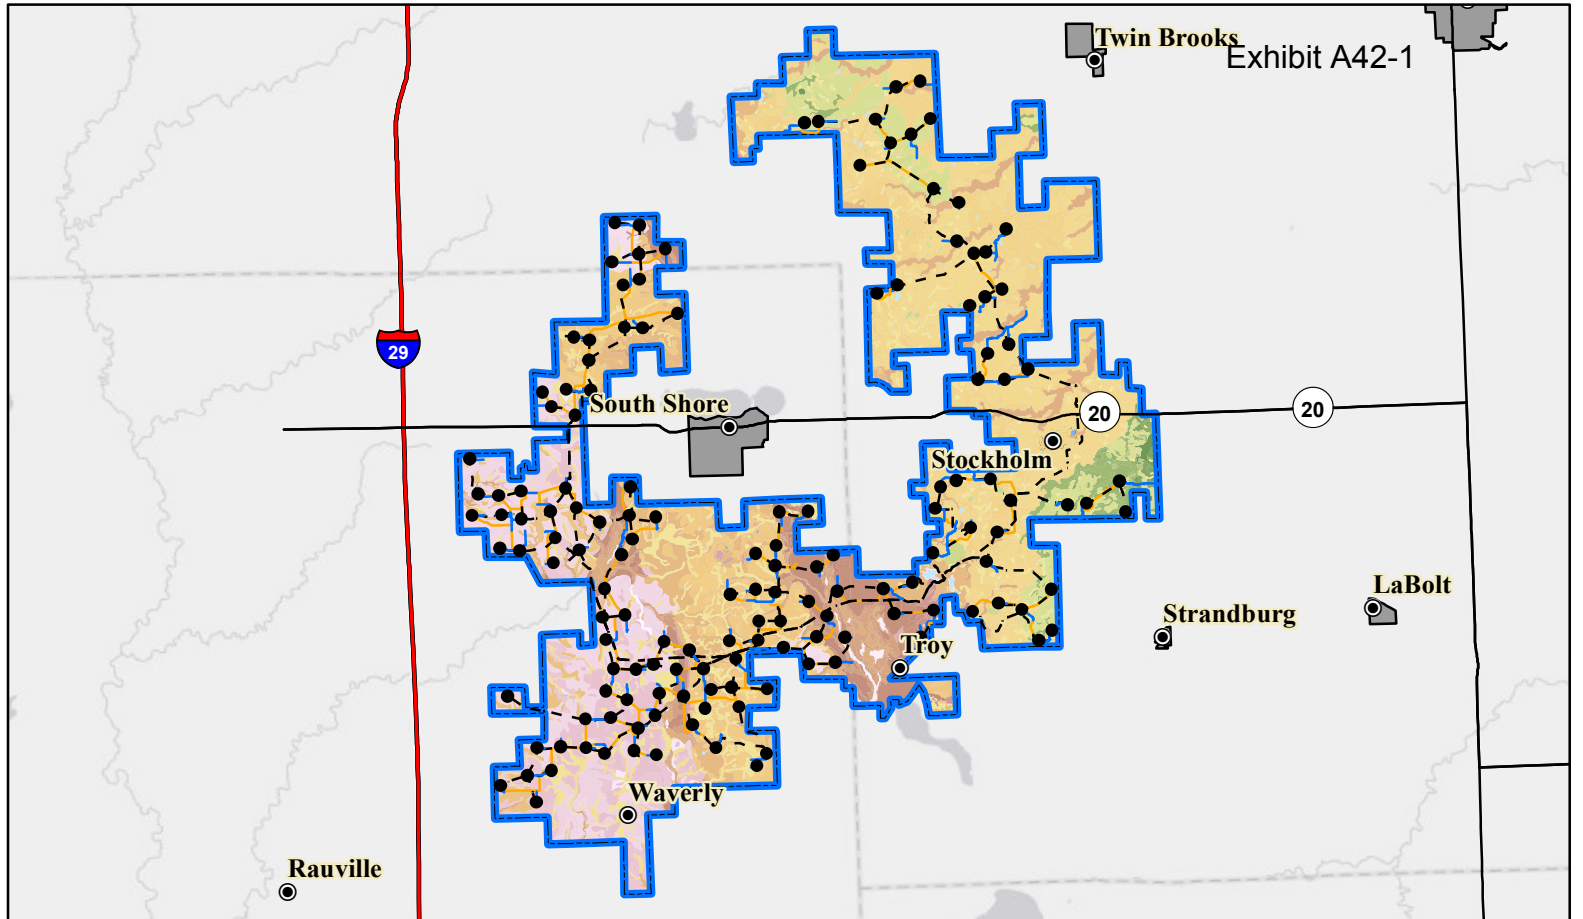 Twin Brooks
Exhibit A42-1
29
South Shore
20
20
Stockholm
LaBolt
Strandburg
Troy
Waverly
Rauville